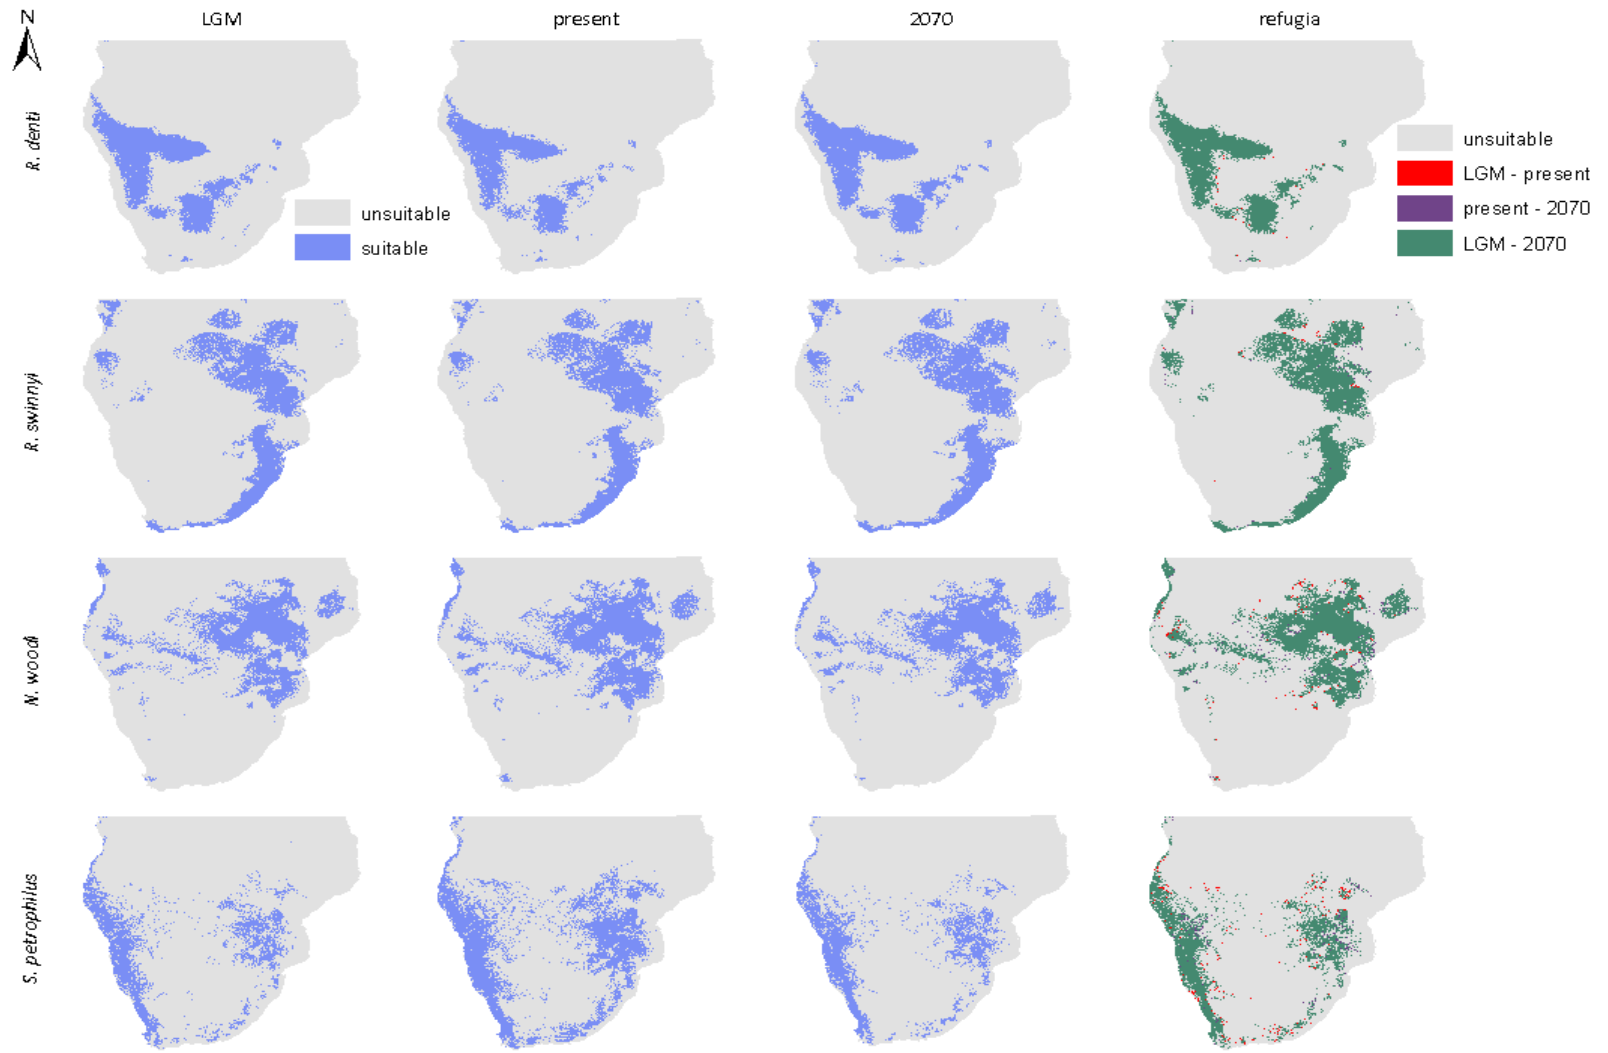 N
LGM
present
2070
refugia
R. denti
unsuitable
suitable
unsuitable
LGM - present
present - 2070
LGM - 2070
R. swinnyi
N. woodi
S. petrophilus